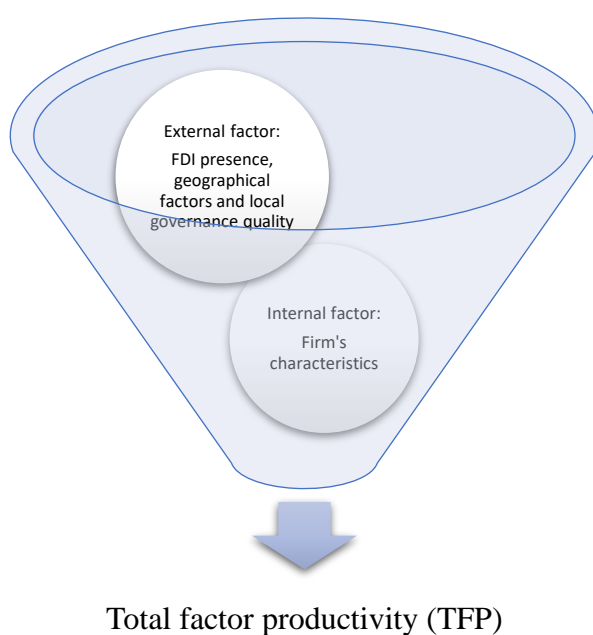 External factor:
FDI presence,
geographical
factors and local
governance quality
Internal factor:
Firm's
characteristics
Total factor productivity (TFP)